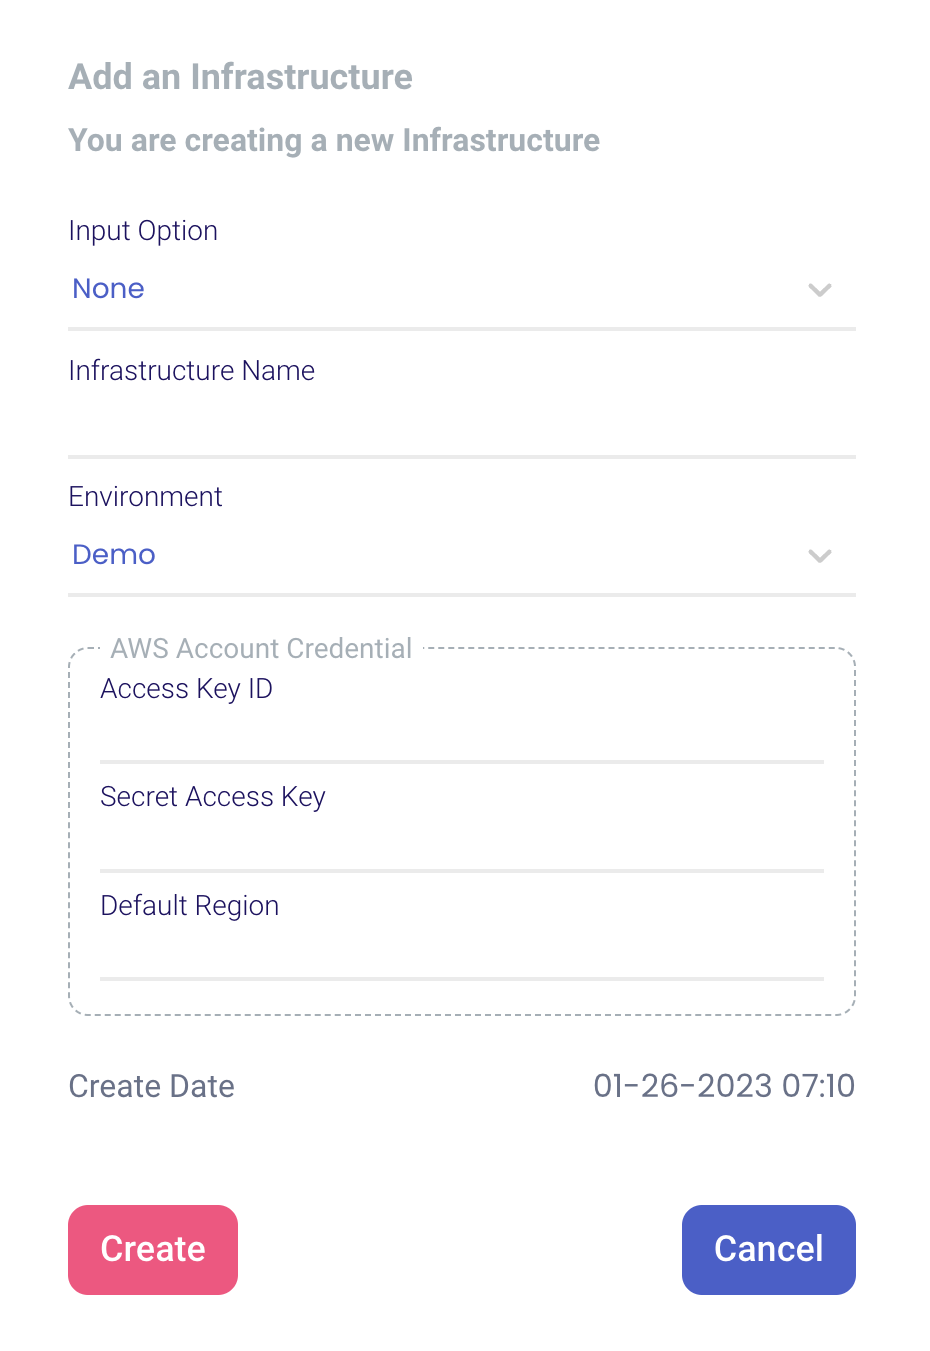 Add an Infrastructure
You are creating a new Infrastructure
Input Option
None
Infrastructure Name
Environment
Demo
AWS Account Credential
Access Key ID
Secret Access Key
Default Region
Create Date 01-26-2023 07:10
Create Cancel